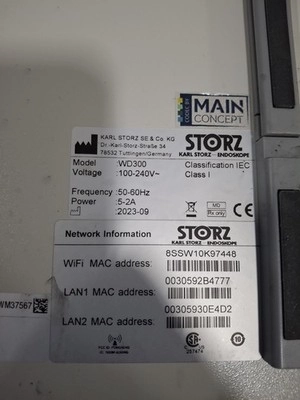 CODEC BY
MAIN
CONCEPT
KARL STORZ SE & Co. KG
Dr.-Karl-Storz-Straße 34
78532 Tuttlingen/Germany
STORZ
KARL STORZ - ENDOSKOPE
Model :WD300
Voltage :100-240V~
Classification IEC
Class I
Frequency :50-60Hz
Power :5-2A
:2023-09
MD
Rx only
Network Information
STORZ
KARL STORZ - ENDOSKOPE
WiFi MAC address:
8SSW10K97448
LAN1 MAC address:
0030592B4777
LAN2 MAC address:
00305930E4D2
WM37567
10